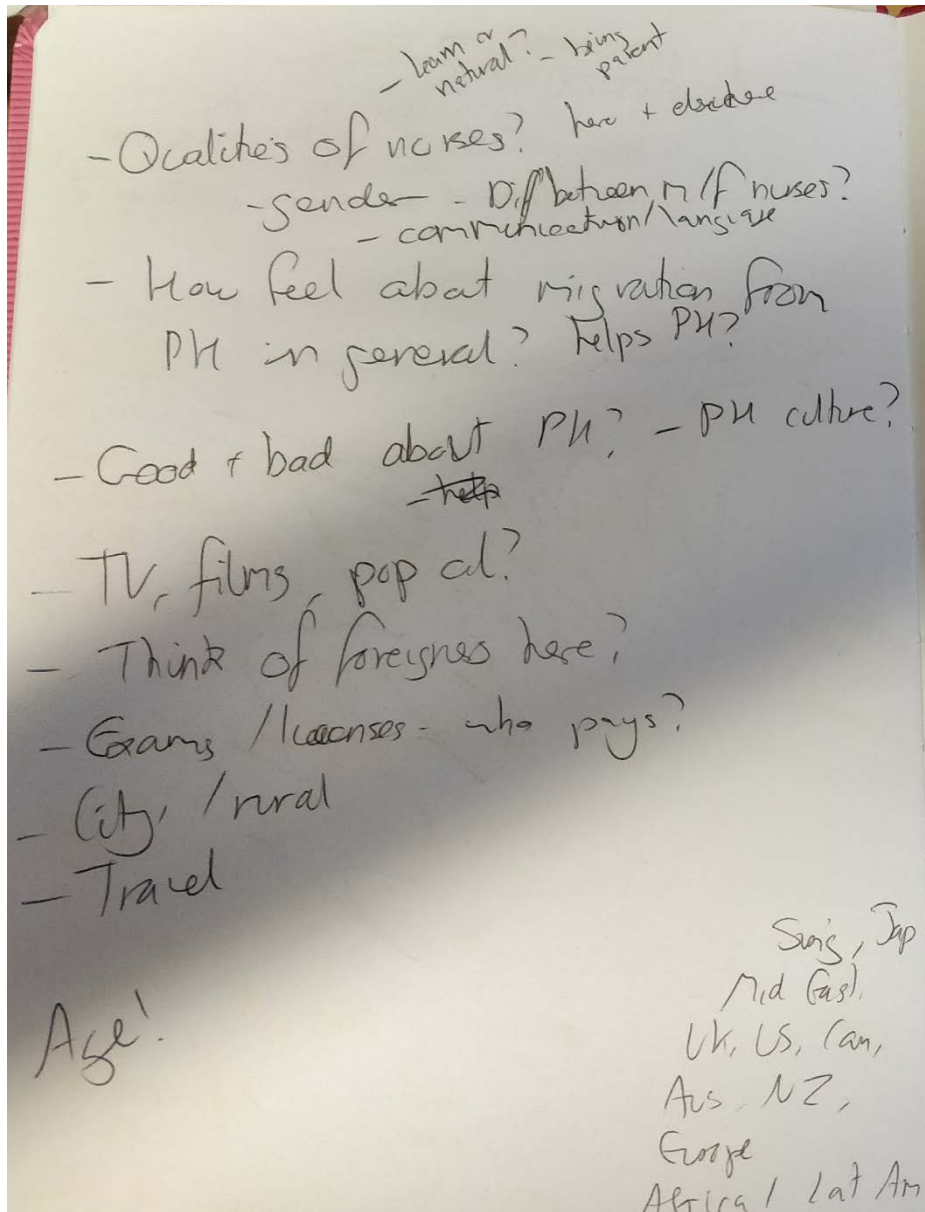 - learn or
natural? - being
parent
- Qualities of nurses? here + elsewhere
- gender - Diff between m/f nurses?
- communication/language
- How feel about migration from
PH in general? Helps PH?
- Good + bad about PH? - PH culture?
- help
- TV, films, pop cul?
- Think of foreigners here?
- Exams / licenses - who pays?
- City / rural
- Travel
Age!
Sing, Jap
Mid East,
UK, US, Can,
Aus, NZ,
Europe
Africa / Lat Am